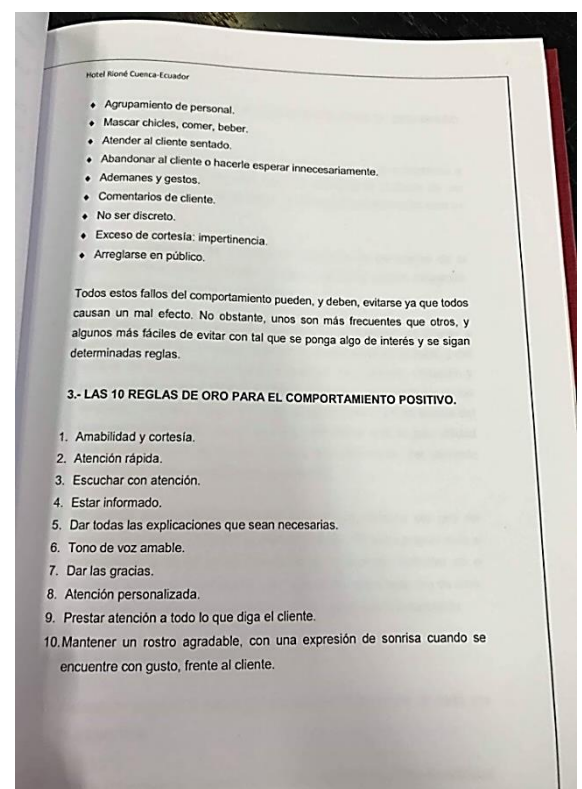 Hotel Rioné Cuenca-Ecuador
♦ Agrupamiento de personal.
♦ Mascar chicles, comer, beber.
♦ Atender al cliente sentado.
♦ Abandonar al cliente o hacerle esperar innecesariamente.
♦ Ademanes y gestos.
♦ Comentarios de cliente.
♦ No ser discreto.
♦ Exceso de cortesía: impertinencia.
♦ Arreglarse en público.
Todos estos fallos del comportamiento pueden, y deben, evitarse ya que todos
causan un mal efecto. No obstante, unos son más frecuentes que otros, y
algunos más fáciles de evitar con tal que se ponga algo de interés y se sigan
determinadas reglas.
3.- LAS 10 REGLAS DE ORO PARA EL COMPORTAMIENTO POSITIVO.
1. Amabilidad y cortesía.
2. Atención rápida.
3. Escuchar con atención.
4. Estar informado.
5. Dar todas las explicaciones que sean necesarias.
6. Tono de voz amable.
7. Dar las gracias.
8. Atención personalizada.
9. Prestar atención a todo lo que diga el cliente.
10. Mantener un rostro agradable, con una expresión de sonrisa cuando se
encuentre con gusto, frente al cliente.